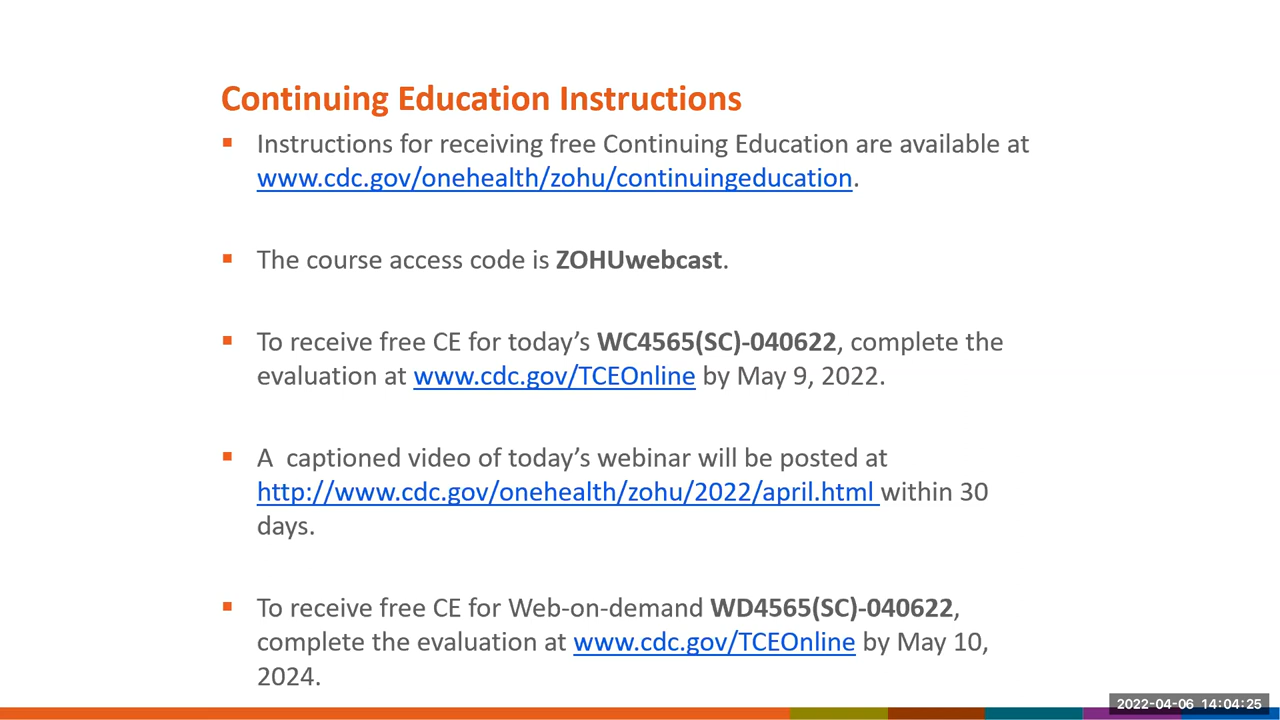 Continuing Education Instructions
▪ Instructions for receiving free Continuing Education are available at
www.cdc.gov/onehealth/zohu/continuingeducation.
▪ The course access code is ZOHUwebcast.
▪ To receive free CE for today’s WC4565(SC)-040622, complete the
evaluation at www.cdc.gov/TCEOnline by May 9, 2022.
▪ A  captioned video of today’s webinar will be posted at
http://www.cdc.gov/onehealth/zohu/2022/april.html within 30
days.
▪ To receive free CE for Web-on-demand WD4565(SC)-040622,
complete the evaluation at www.cdc.gov/TCEOnline by May 10,
2024.
2022-04-06 14:04:25